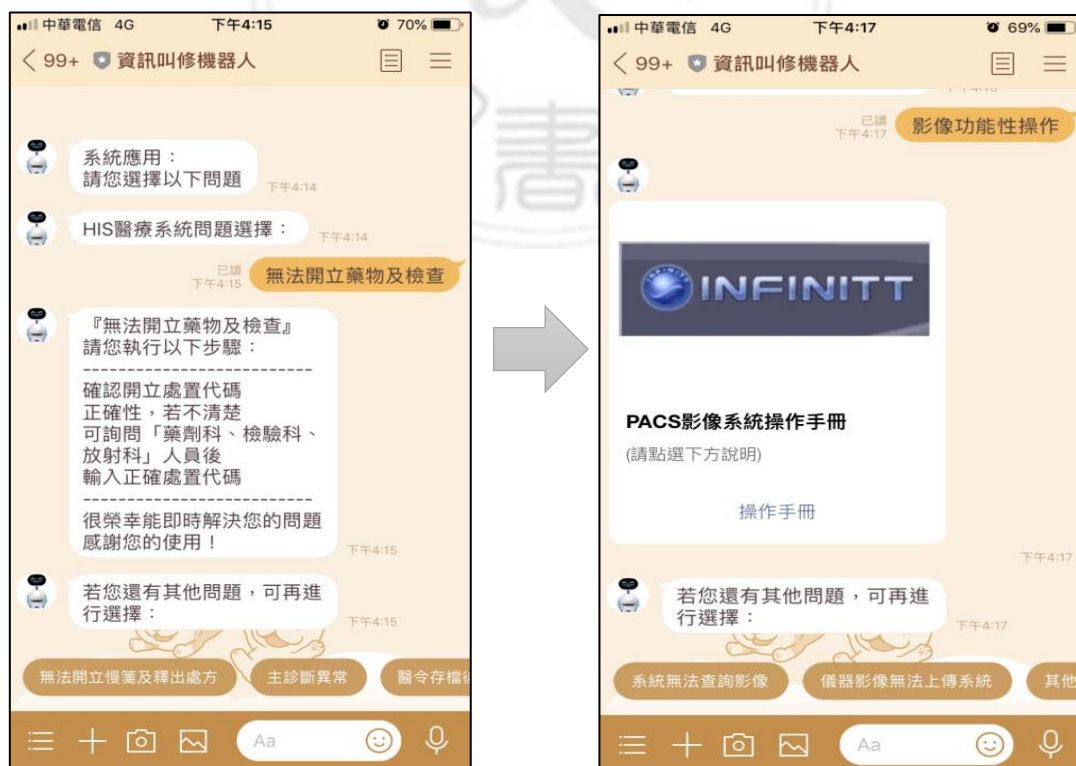 中華電信 4G 下午4:15 70%
99+ 資訊叫修機器人
系統應用：
請您選擇以下問題
下午4:14
HIS醫療系統問題選擇：
下午4:14
已讀
下午4:15
無法開立藥物及檢查
『無法開立藥物及檢查』
請您執行以下步驟：
---------------------------
確認開立處置代碼
正確性，若不清楚
可詢問「藥劑科、檢驗科、
放射科」人員後
輸入正確處置代碼
---------------------------
很榮幸能即時解決您的問題
感謝您的使用！
下午4:15
若您還有其他問題，可再進
行選擇：
下午4:15
無法開立慢箋及釋出處方 主診斷異常 醫令存檔
Aa
中華電信 4G 下午4:17 69%
99+ 資訊叫修機器人
已讀
下午4:17
影像功能性操作
INFINITT
PACS影像系統操作手冊
(請點選下方說明)
操作手冊
下午4:17
若您還有其他問題，可再進
行選擇：
下午4:17
系統無法查詢影像 儀器影像無法上傳系統 其他
Aa
書